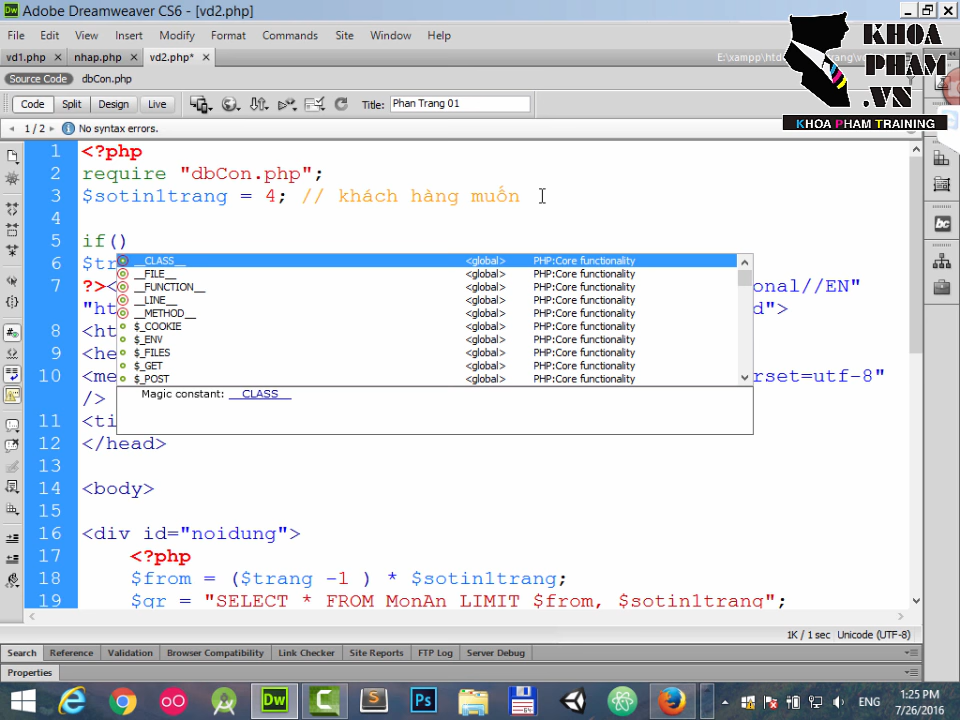 Dw Adobe Dreamweaver CS6 - [vd2.php*]
File Edit View Insert Modify Format Commands Site Window Help
vd1.php × nhap.php × vd2.php* ×
E:\xampp\htd
Source Code dbCon.php
Code Split Design Live Title: Phan Trang 01
1 / 2 No syntax errors.
KHOA
PHAM
.VN
KHOA PHAM TRAINING
1 <?php
2 require "dbCon.php";
3 $sotin1trang = 4; // khách hàng muốn
4
5 if()
6 $tr
7 ?>< onal//EN"
"ht d">
8 <ht
9 <he
10 <me rset=utf-8"
/>
11 <ti
12 </head>
13
14 <body>
15
16 <div id="noidung">
17 <?php
18 $from = ($trang -1 ) * $sotin1trang;
19 $qr = "SELECT * FROM MonAn LIMIT $from, $sotin1trang";
__CLASS__ <global> PHP:Core functionality
__FILE__ <global> PHP:Core functionality
__FUNCTION__ <global> PHP:Core functionality
__LINE__ <global> PHP:Core functionality
__METHOD__ <global> PHP:Core functionality
$_COOKIE <global> PHP:Core functionality
$_ENV <global> PHP:Core functionality
$_FILES <global> PHP:Core functionality
$_GET <global> PHP:Core functionality
$_POST <global> PHP:Core functionality
Magic constant: __CLASS__
1K / 1 sec Unicode (UTF-8)
Search Reference Validation Browser Compatibility Link Checker Site Reports FTP Log Server Debug
Properties
Dw Ps
ENG
1:25 PM
7/26/2016